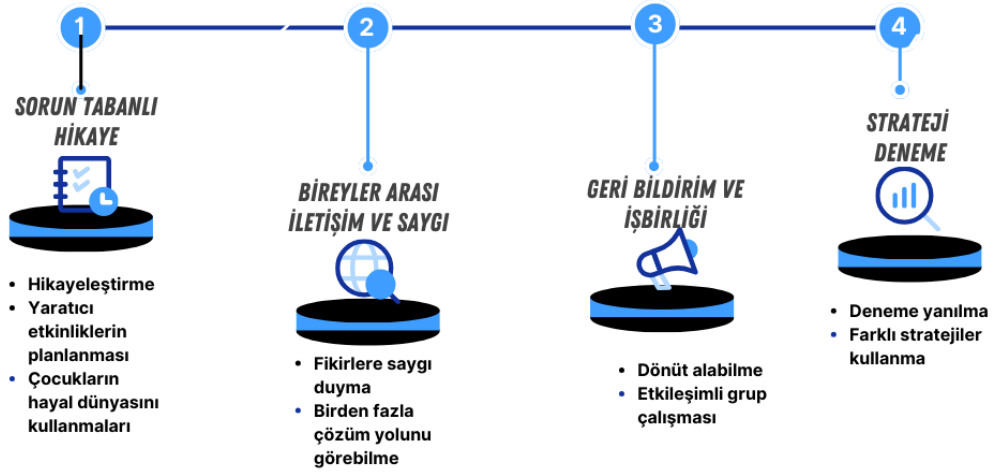 1
SORUN TABANLI
HİKAYE
• Hikayeleştirme
• Yaratıcı
etkinliklerin
planlanması
• Çocukların
hayal dünyasını
kullanmaları
2
BİREYLER ARASI
İLETİŞİM VE SAYGI
• Fikirlere saygı
duyma
• Birden fazla
çözüm yolunu
görebilme
3
GERİ BİLDİRİM VE
İŞBİRLİĞİ
• Dönüt alabilme
• Etkileşimli grup
çalışması
4
STRATEJİ
DENEME
• Deneme yanılma
• Farklı stratejiler
kullanma